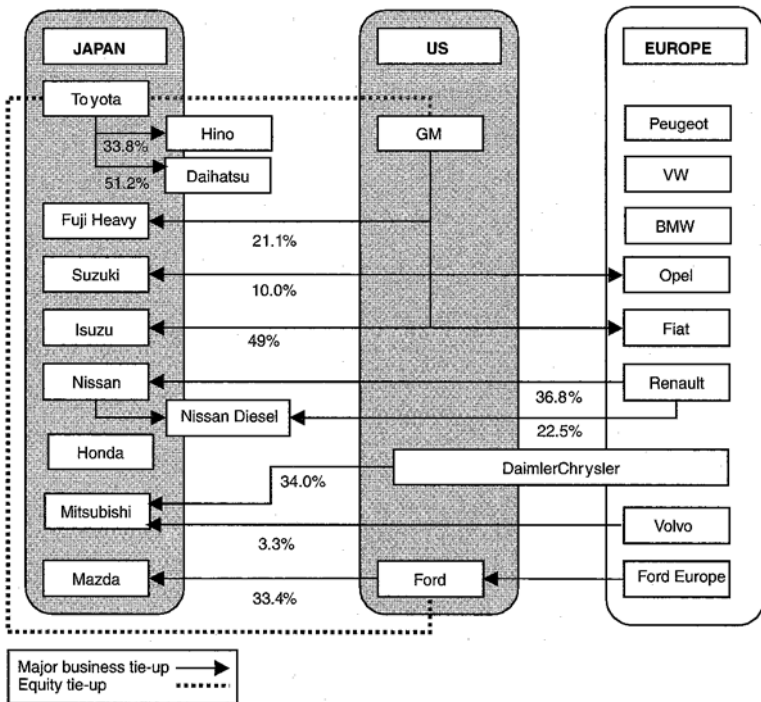 JAPAN
US
EUROPE
Toyota
Hino
33.8%
Daihatsu
51.2%
GM
Peugeot
VW
BMW
Fuji Heavy
21.1%
Suzuki
10.0%
Opel
Isuzu
49%
Fiat
Nissan
36.8%
Renault
Nissan Diesel
22.5%
Honda
34.0%
DaimlerChrysler
Mitsubishi
3.3%
Volvo
Mazda
33.4%
Ford
Ford Europe
Major business tie-up
Equity tie-up